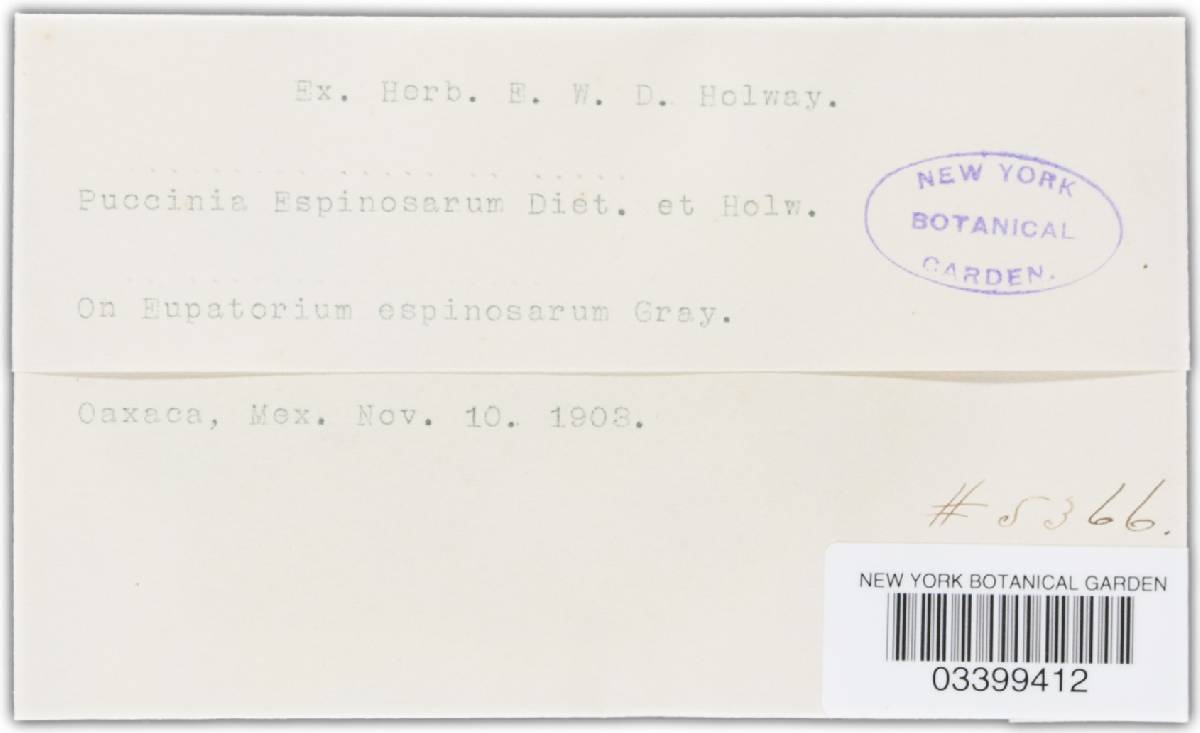 Ex. Herb. E. W. D. Holway.
Puccinia Espinosarum Diet. et Holw.
NEW YORK
BOTANICAL
GARDEN.
On Eupatorium espinosarum Gray.
Oaxaca, Mex. Nov. 10. 1903.
# 5366.
NEW YORK BOTANICAL GARDEN
03399412